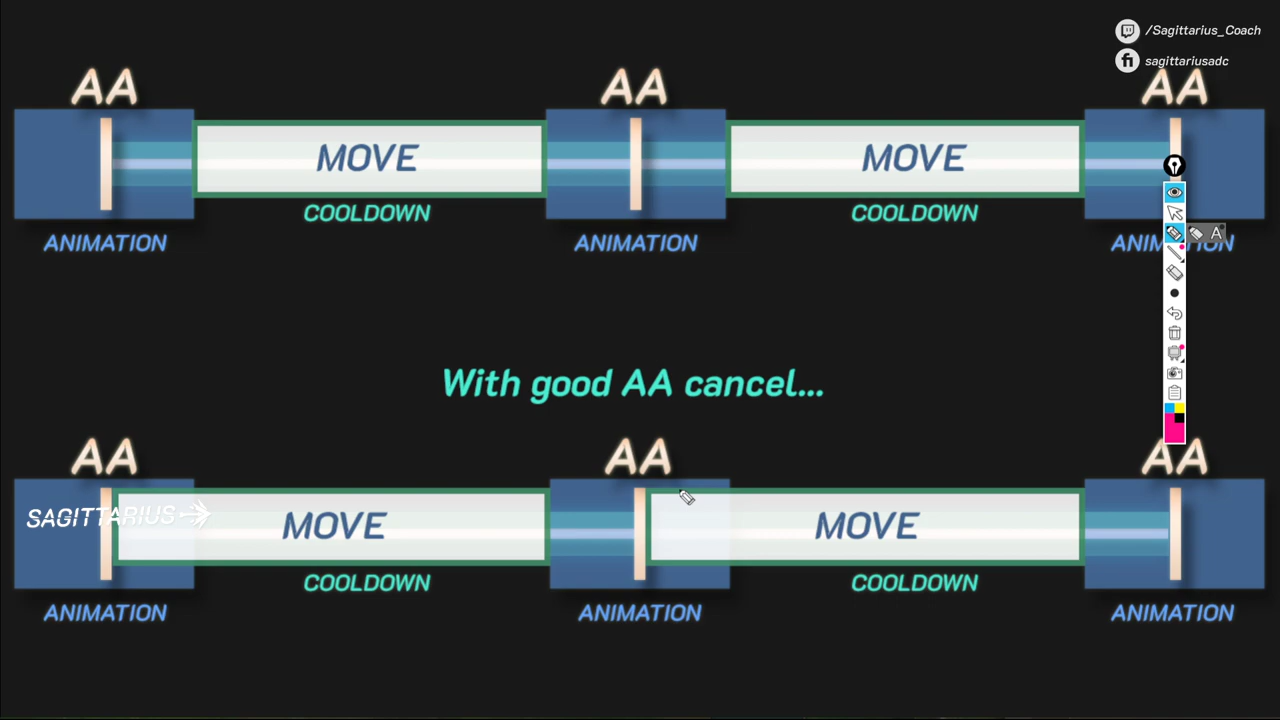 /Sagittarius_Coach
sagittariusadc
AA AA AA
MOVE MOVE
COOLDOWN COOLDOWN
ANIMATION ANIMATION
A
With good AA cancel...
AA AA AA
SAGITTARIUS
MOVE MOVE
COOLDOWN COOLDOWN
ANIMATION ANIMATION ANIMATION